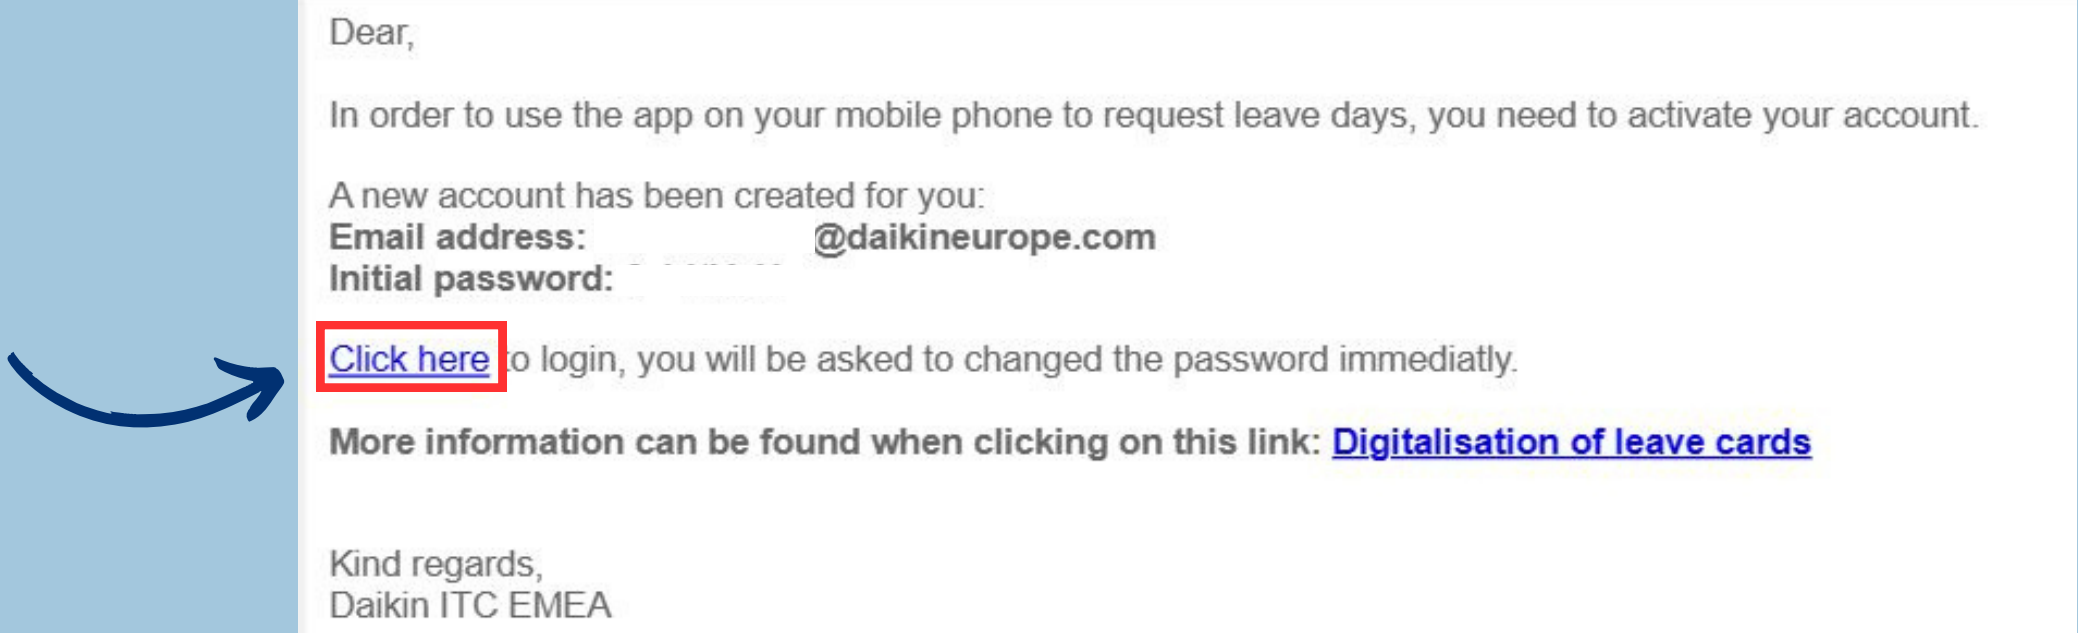 Dear,
In order to use the app on your mobile phone to request leave days, you need to activate your account.
A new account has been created for you:
Email address: @daikineurope.com
Initial password:
Click here to login, you will be asked to changed the password immediatly.
More information can be found when clicking on this link: Digitalisation of leave cards
Kind regards,
Daikin ITC EMEA